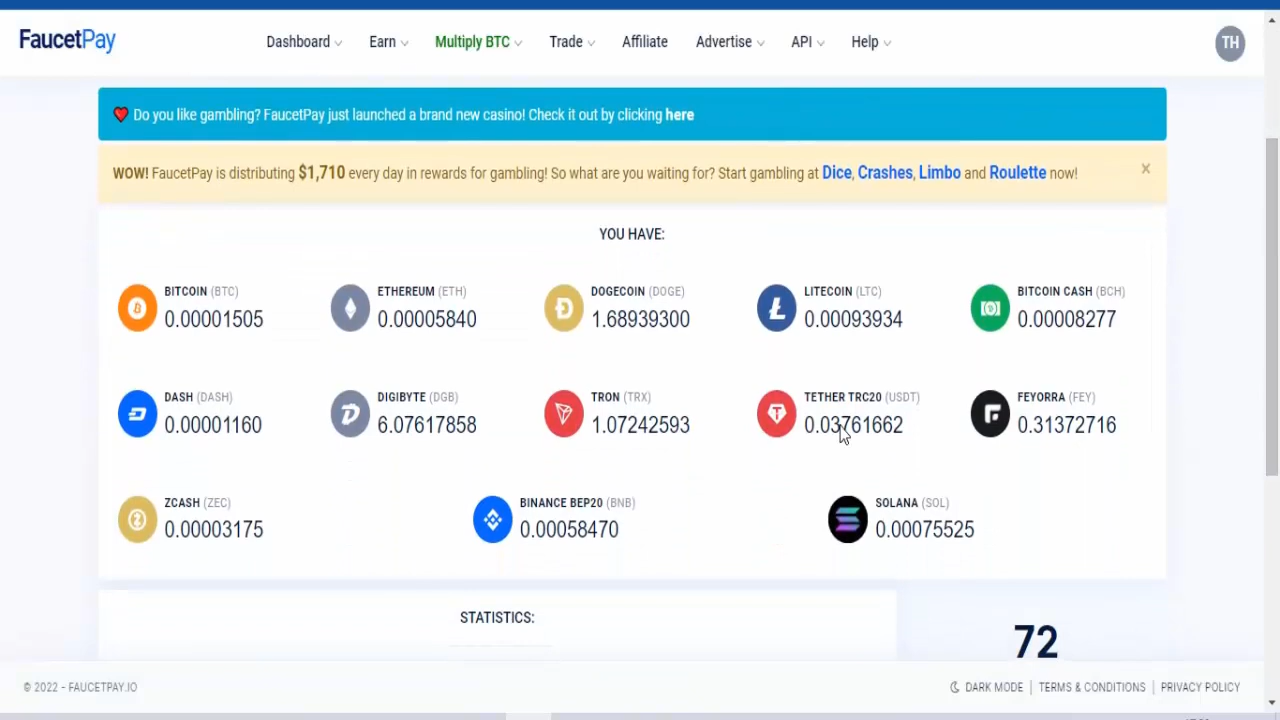 FaucetPay
Dashboard Earn Multiply BTC Trade Affiliate Advertise API Help TH
Do you like gambling? FaucetPay just launched a brand new casino! Check it out by clicking here
WOW! FaucetPay is distributing $1,710 every day in rewards for gambling! So what are you waiting for? Start gambling at Dice, Crashes, Limbo and Roulette now! ×
YOU HAVE:
BITCOIN (BTC) ETHEREUM (ETH) DOGECOIN (DOGE) LITECOIN (LTC) BITCOIN CASH (BCH)
0.00001505 0.00005840 1.68939300 0.00093934 0.00008277
DASH (DASH) DIGIBYTE (DGB) TRON (TRX) TETHER TRC20 (USDT) FEYORRA (FEY)
0.00001160 6.07617858 1.07242593 0.03761662 0.31372716
ZCASH (ZEC) BINANCE BEP20 (BNB) SOLANA (SOL)
0.00003175 0.00058470 0.00075525
STATISTICS:
72
© 2022 - FAUCETPAY.IO DARK MODE | TERMS & CONDITIONS | PRIVACY POLICY